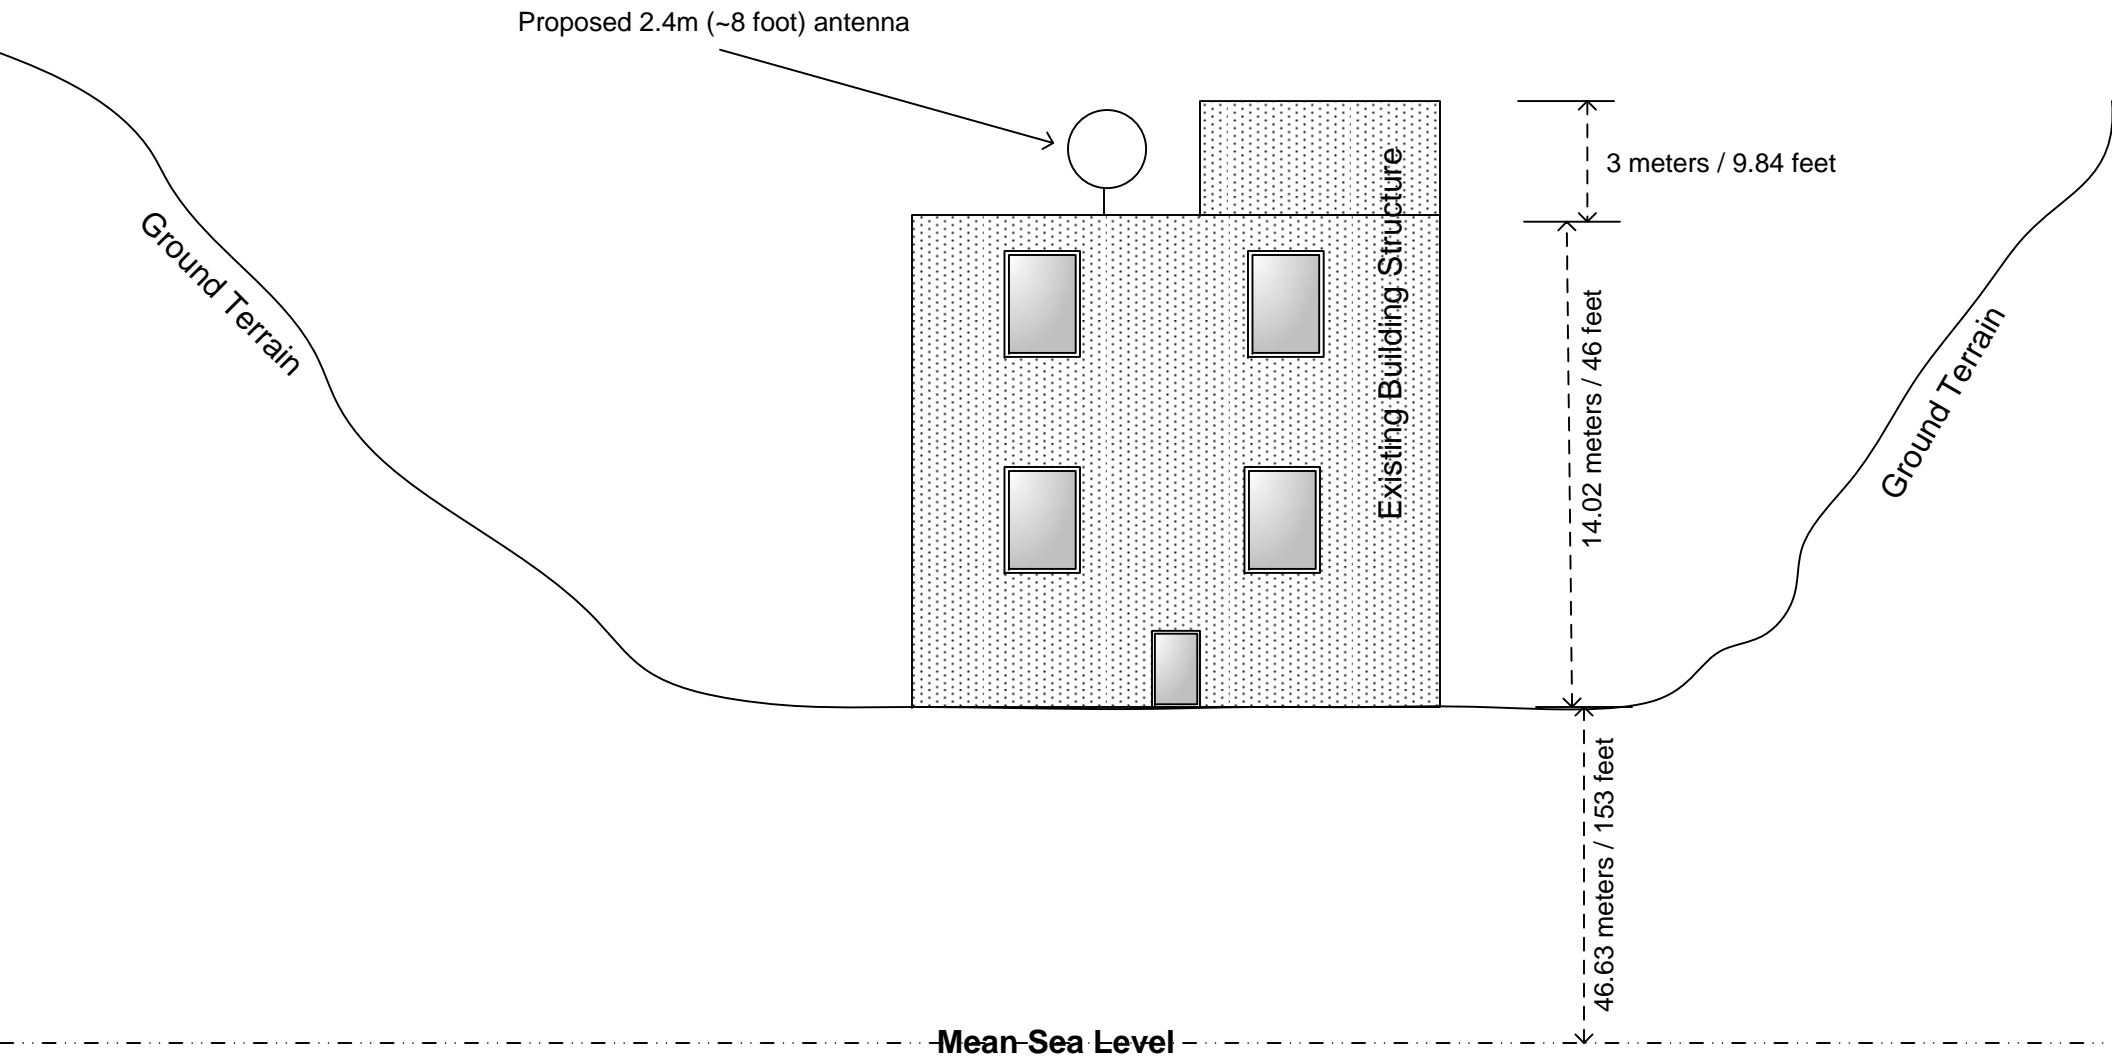 Proposed 2.4m (~8 foot) antenna
3 meters / 9.84 feet
Ground Terrain
Existing Building Structure
14.02 meters / 46 feet
Ground Terrain
46.63 meters / 153 feet
Mean Sea Level